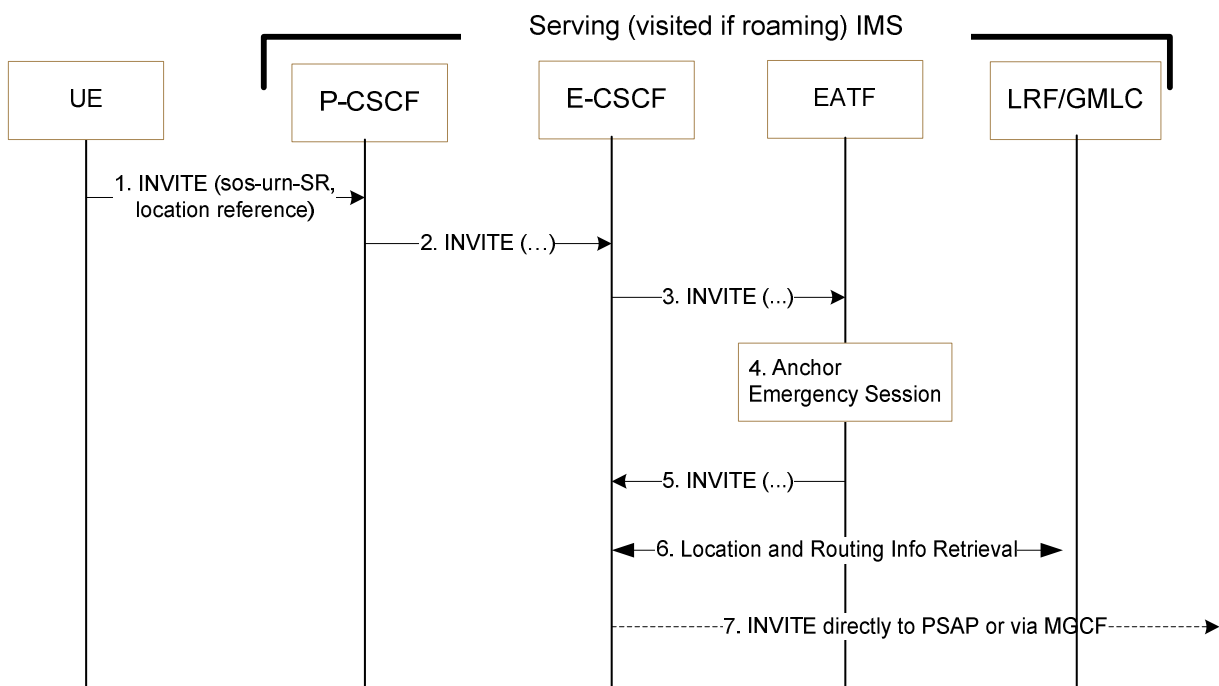 Serving (visited if roaming) IMS
UE
P-CSCF
E-CSCF
EATF
LRF/GMLC
1. INVITE (sos-urn-SR,
location reference)
2. INVITE (…)
3. INVITE (...)
4. Anchor
Emergency Session
5. INVITE (...)
6. Location and Routing Info Retrieval
7. INVITE directly to PSAP or via MGCF